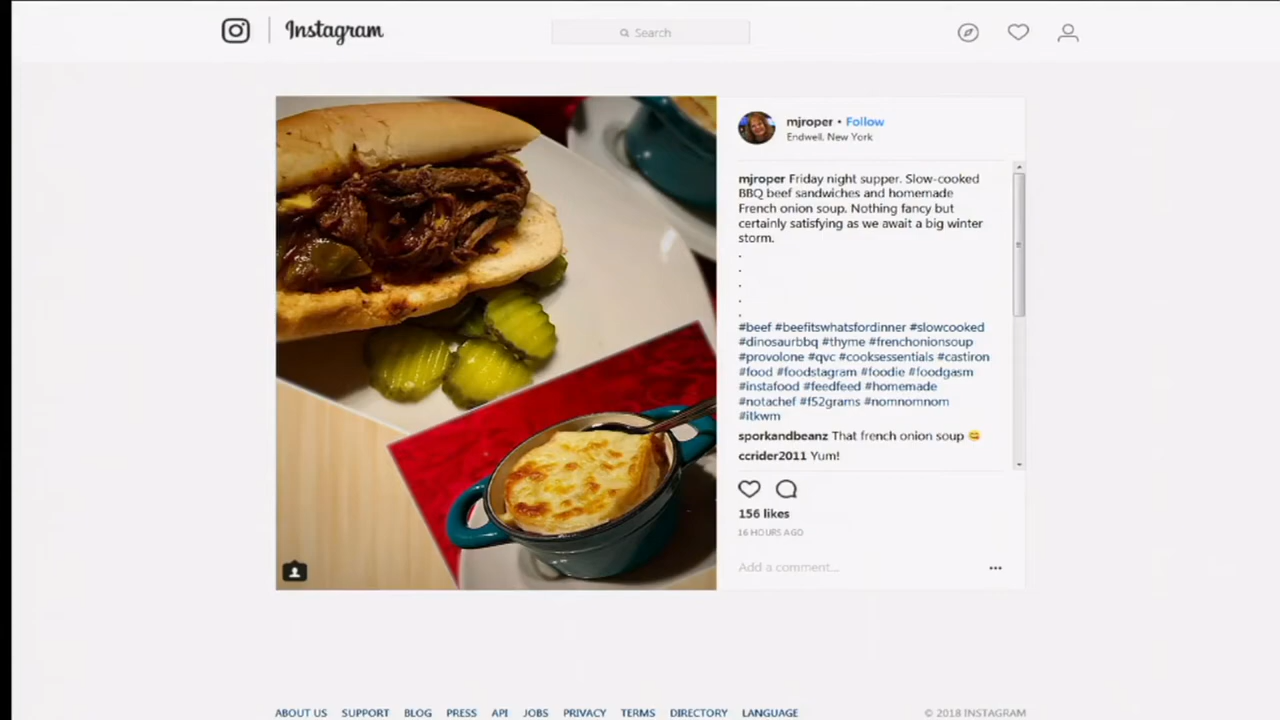 Instagram
Search
mjroper • Follow
Endwell, New York
mjroper Friday night supper. Slow-cooked
BBQ beef sandwiches and homemade
French onion soup. Nothing fancy but
certainly satisfying as we await a big winter
storm.
.
.
.
.
.
#beef #beefitswhatsfordinner #slowcooked
#dinosaurbbq #thyme #frenchonionsoup
#provolone #qvc #cooksessentials #castiron
#food #foodstagram #foodie #foodgasm
#instafood #feedfeed #homemade
#notachef #f52grams #nomnomnom
#itkwm
sporkandbeanz That french onion soup 😋
ccrider2011 Yum!
156 likes
16 HOURS AGO
Add a comment...
ABOUT US SUPPORT BLOG PRESS API JOBS PRIVACY TERMS DIRECTORY LANGUAGE © 2018 INSTAGRAM